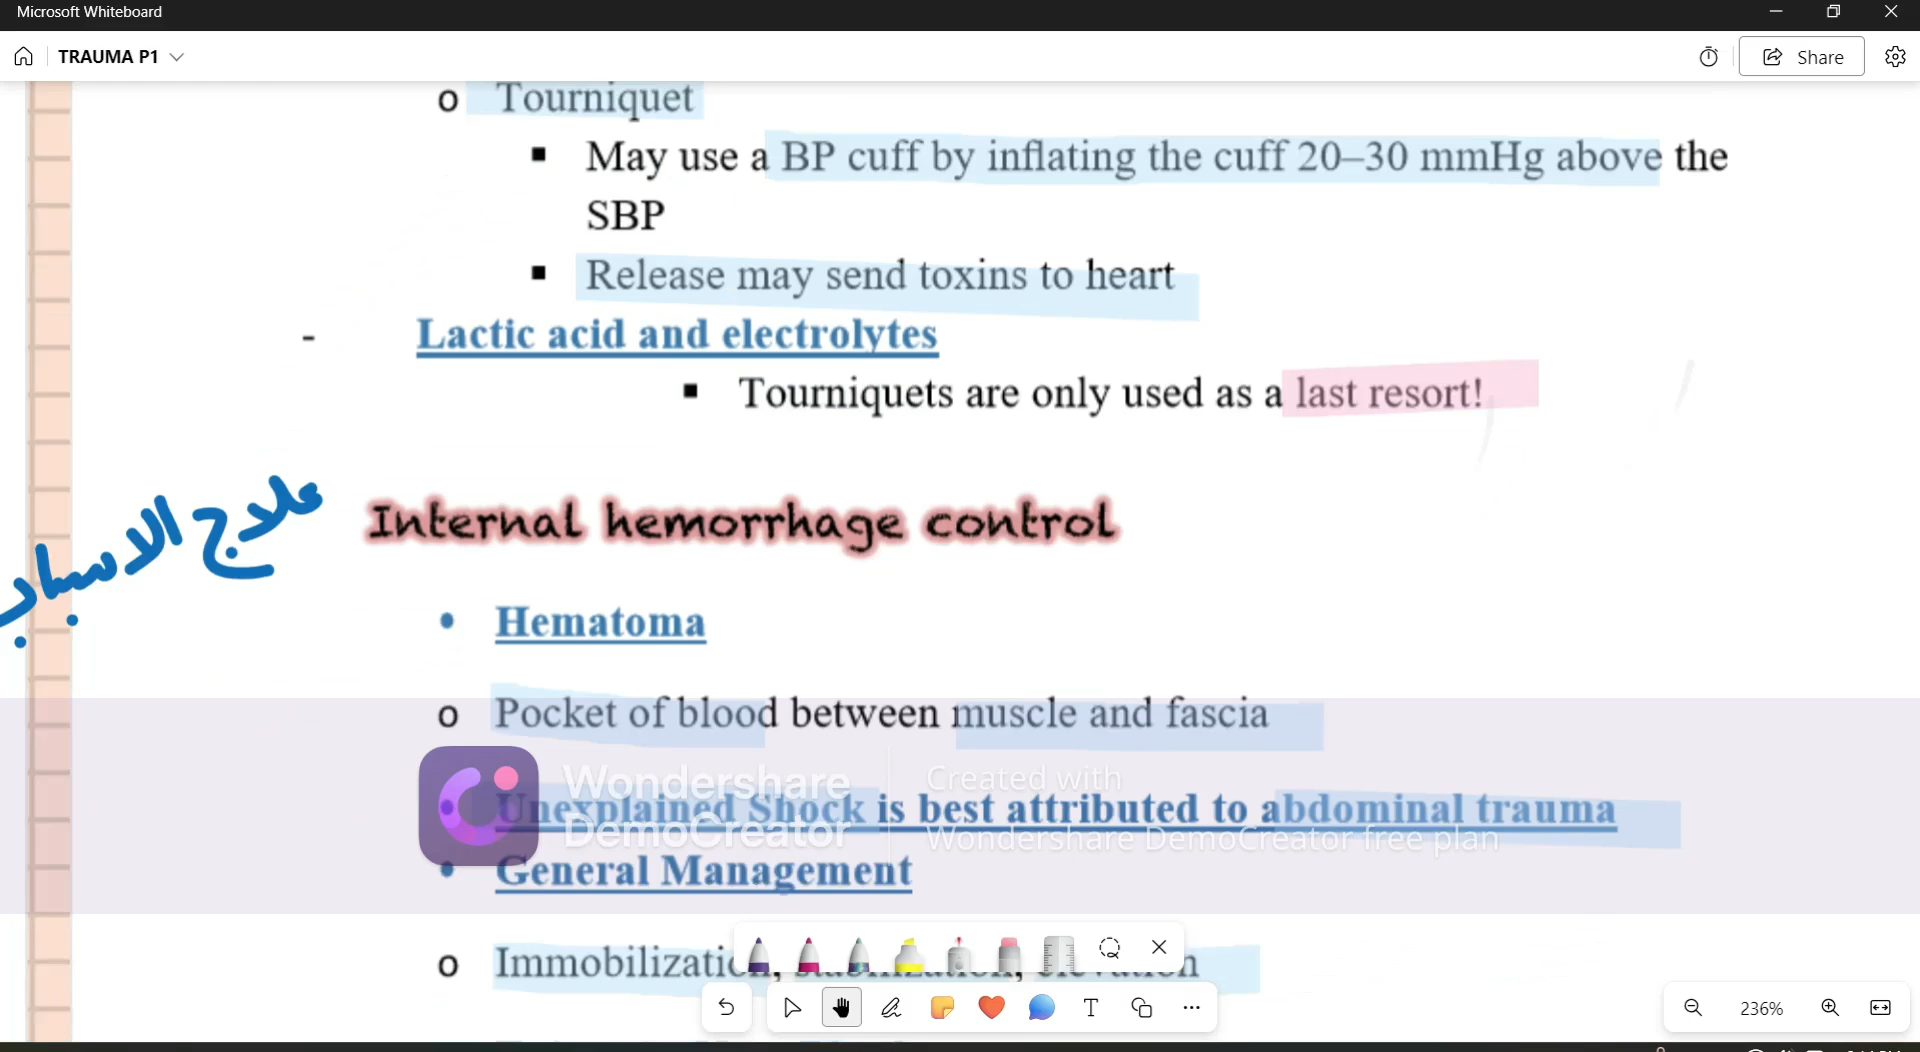 Microsoft Whiteboard
TRAUMA P1
Share
o Tourniquet
▪ May use a BP cuff by inflating the cuff 20–30 mmHg above the
SBP
▪ Release may send toxins to heart
- Lactic acid and electrolytes
▪ Tourniquets are only used as a last resort!
علاج الاسباب
Internal hemorrhage control
• Hematoma
o Pocket of blood between muscle and fascia
• Unexplained Shock is best attributed to abdominal trauma
Wondershare
DemoCreator
Created with
Wondershare DemoCreator free plan
• General Management
o Immobilization, stabilization, elevation
236%